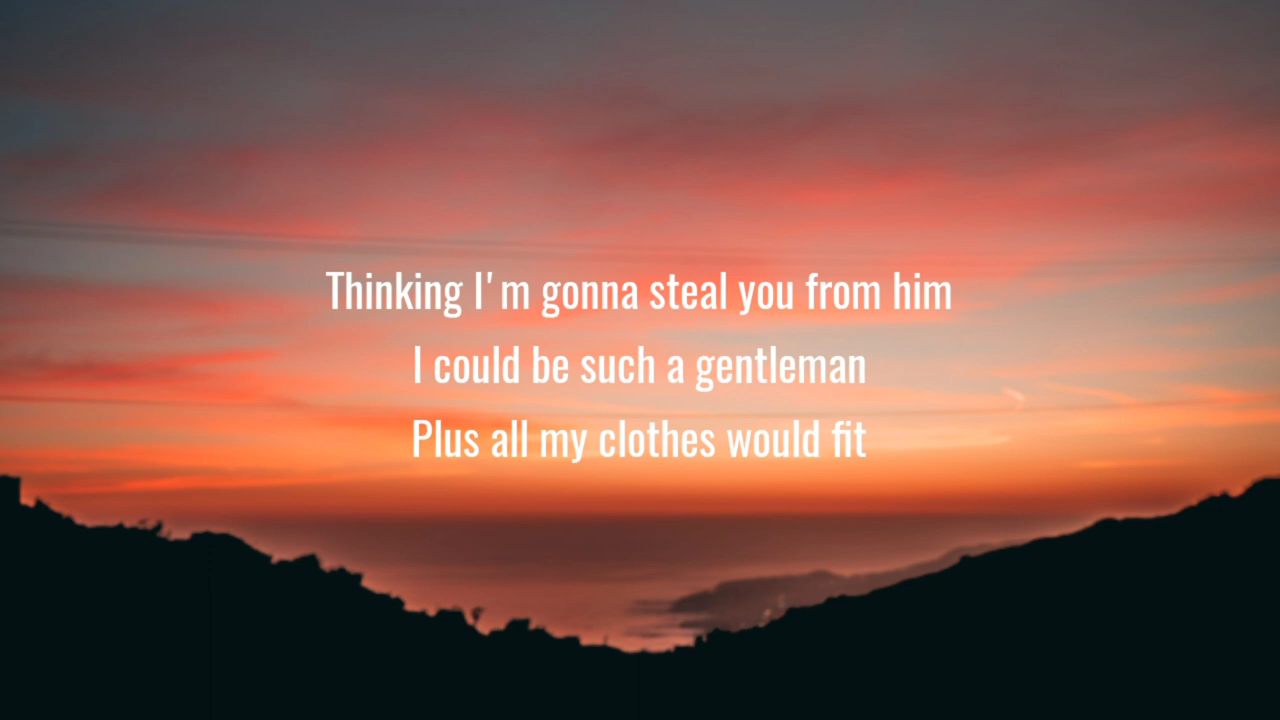 Thinking I'm gonna steal you from him
I could be such a gentleman
Plus all my clothes would fit